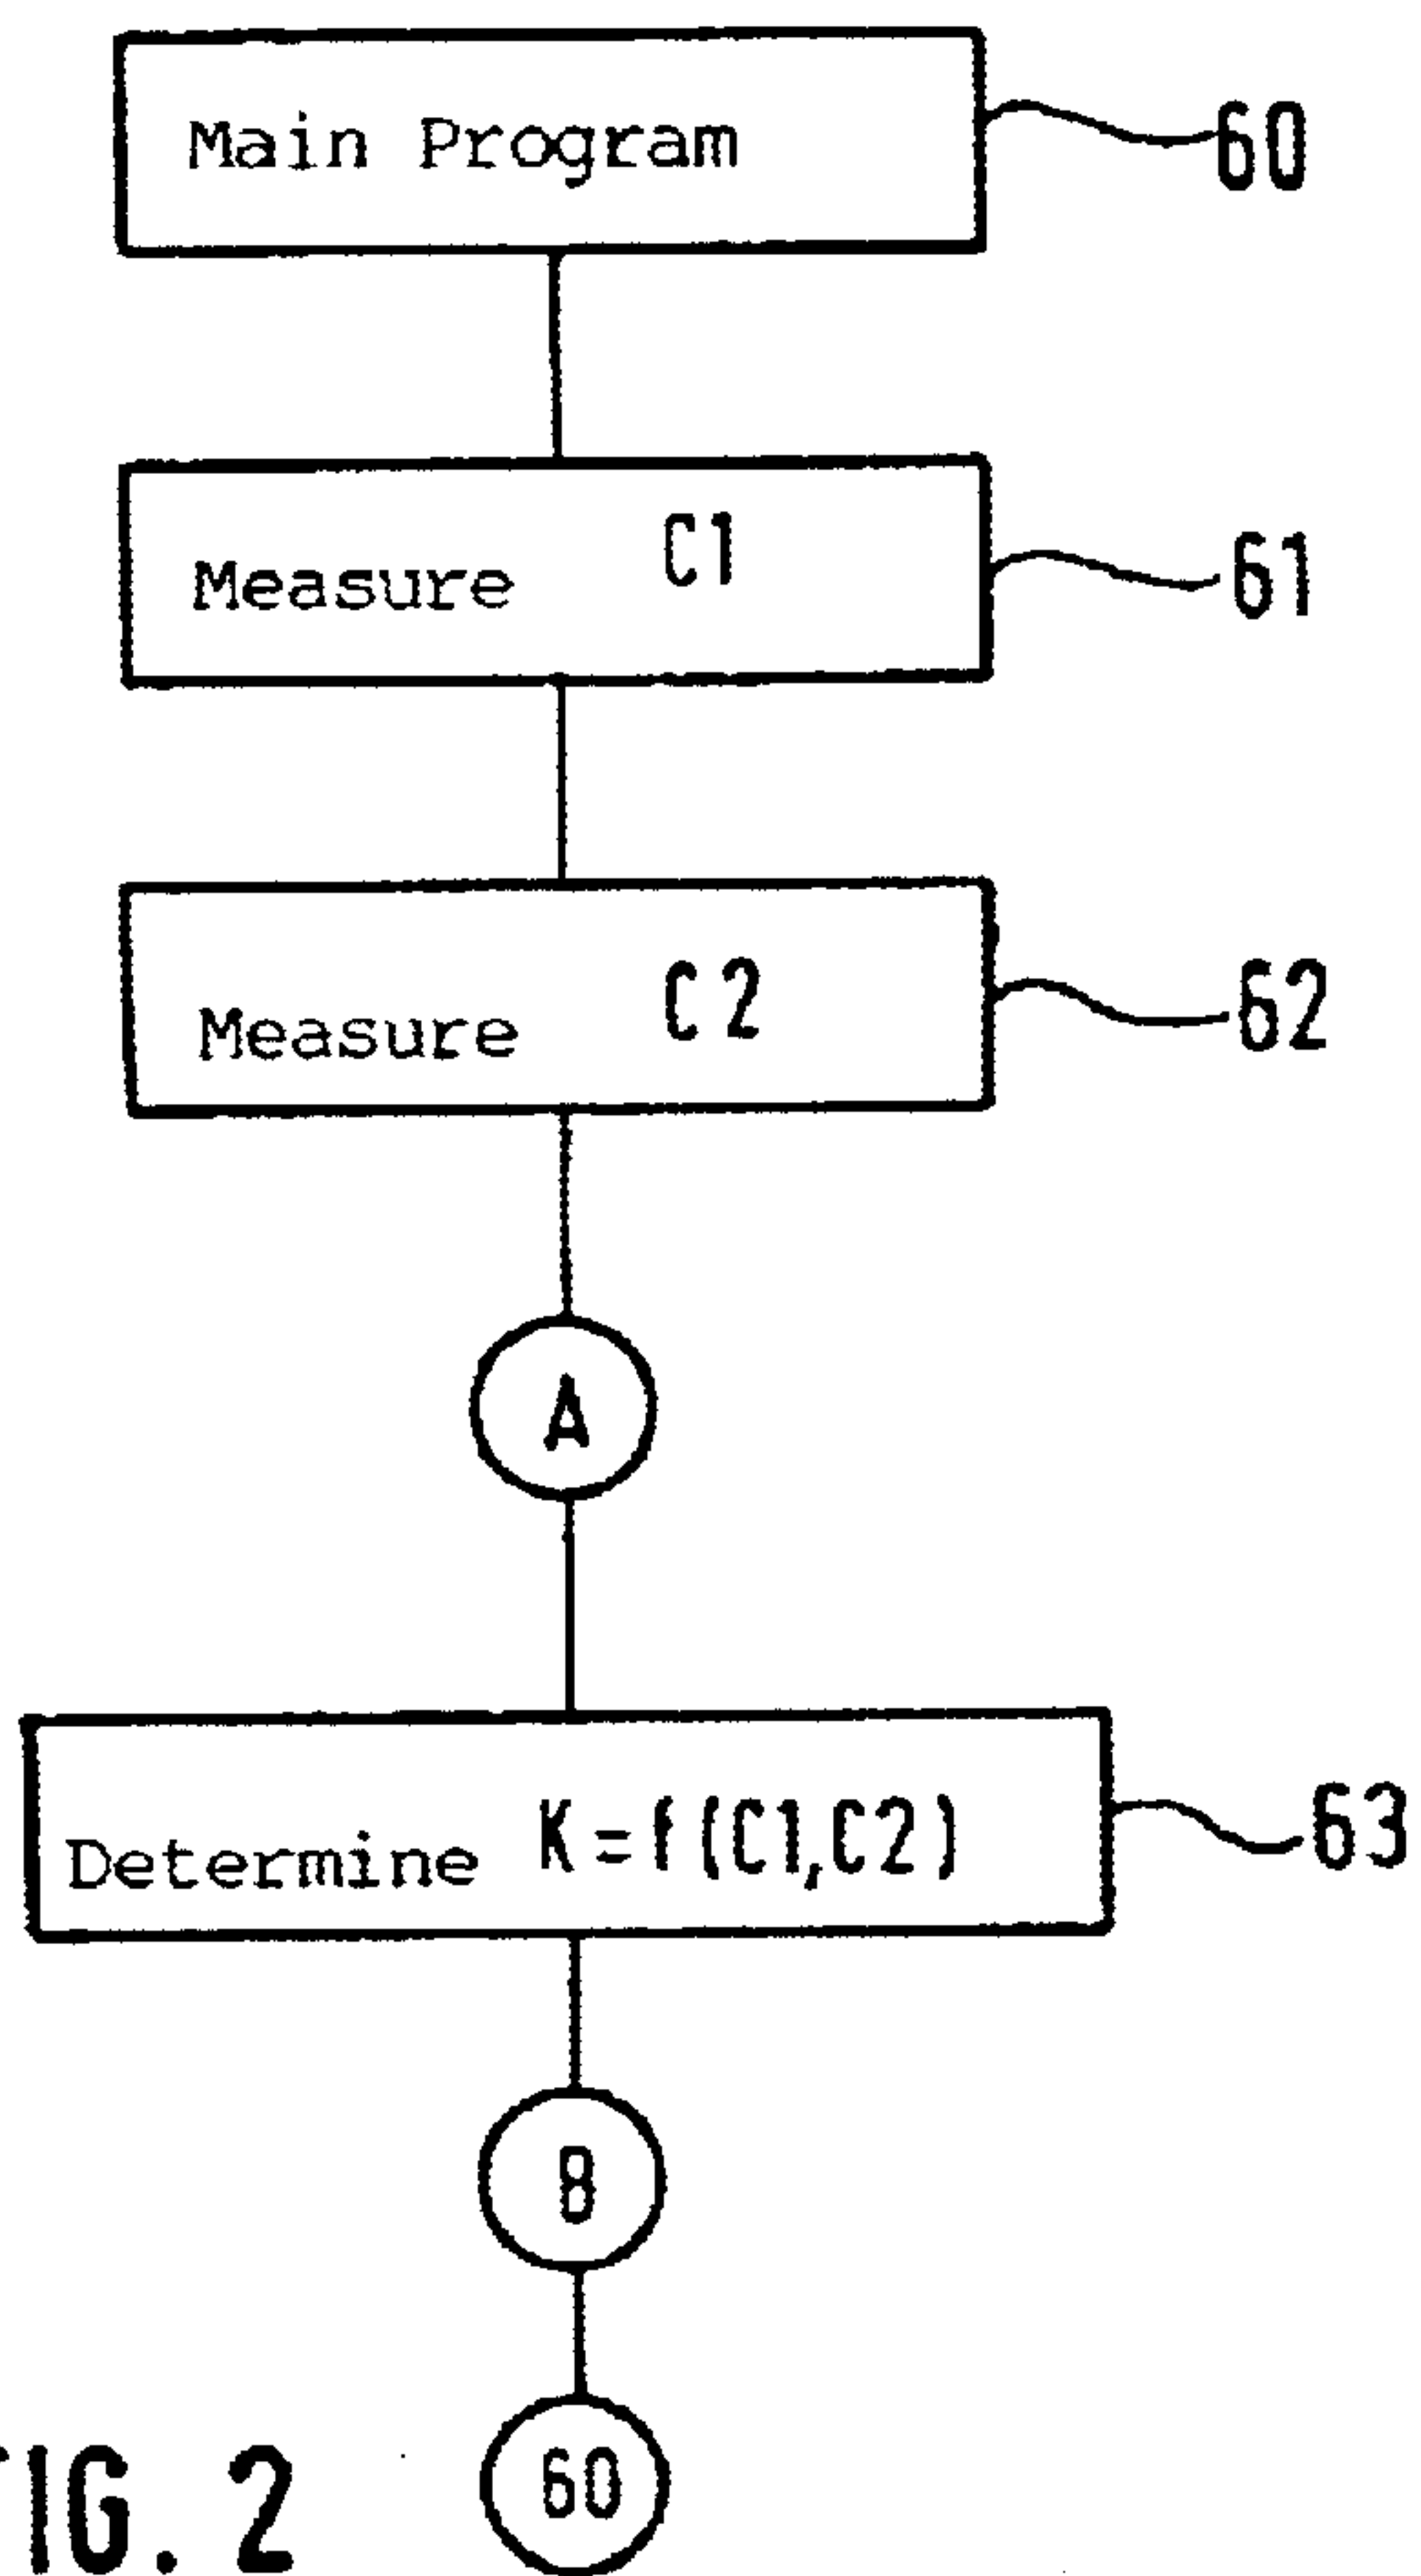 Main Program
60
Measure C1
61
Measure C2
62
A
Determine K = f (C1,C2)
63
B
60
FIG. 2